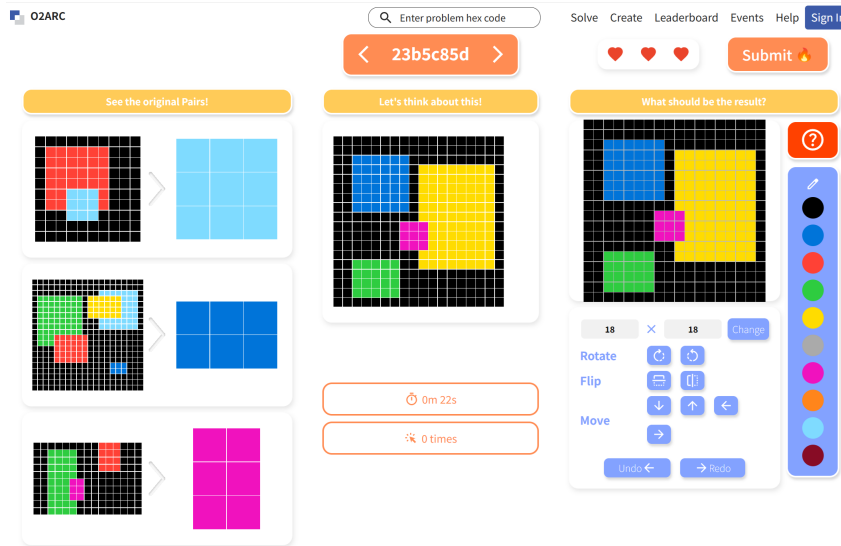 O2ARC
Enter problem hex code
Solve Create Leaderboard Events Help Sign In
23b5c85d
Submit 🔥
See the original Pairs!
Let's think about this!
What should be the result?
18 × 18 Change
Rotate
Flip
Move
Undo ← → Redo
0m 22s
0 times